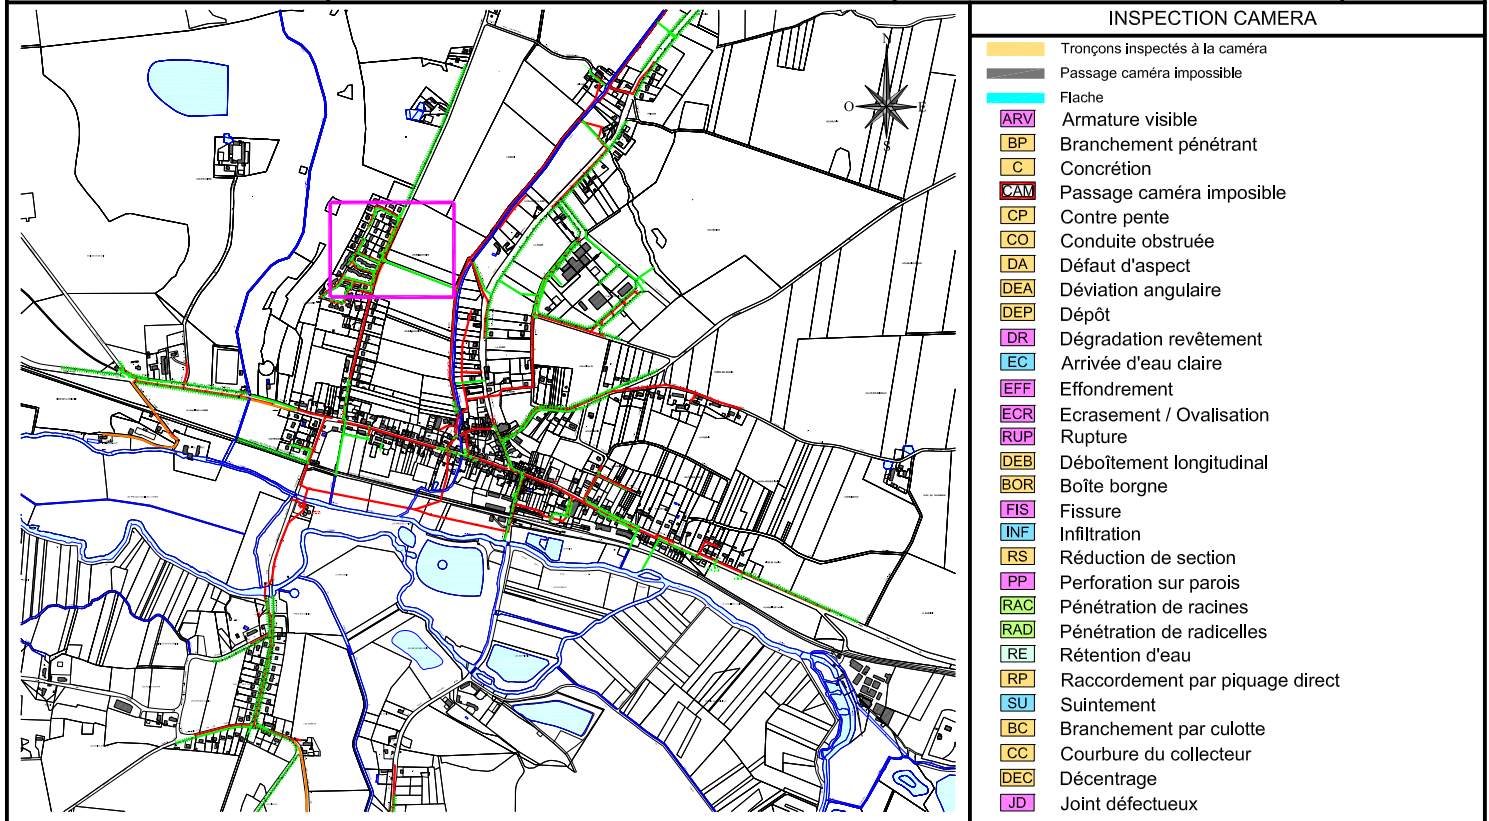 INSPECTION CAMERA
Tronçons inspectés à la caméra
Passage caméra impossible
Flache
ARV Armature visible
BP Branchement pénétrant
C Concrétion
CAM Passage caméra imposible
CP Contre pente
CO Conduite obstruée
DA Défaut d'aspect
DEA Déviation angulaire
DEP Dépôt
DR Dégradation revêtement
EC Arrivée d'eau claire
EFF Effondrement
ECR Ecrasement / Ovalisation
RUP Rupture
DEB Déboîtement longitudinal
BOR Boîte borgne
FIS Fissure
INF Infiltration
RS Réduction de section
PP Perforation sur parois
RAC Pénétration de racines
RAD Pénétration de radicelles
RE Rétention d'eau
RP Raccordement par piquage direct
SU Suintement
BC Branchement par culotte
CC Courbure du collecteur
DEC Décentrage
JD Joint défectueux
N
O E
S